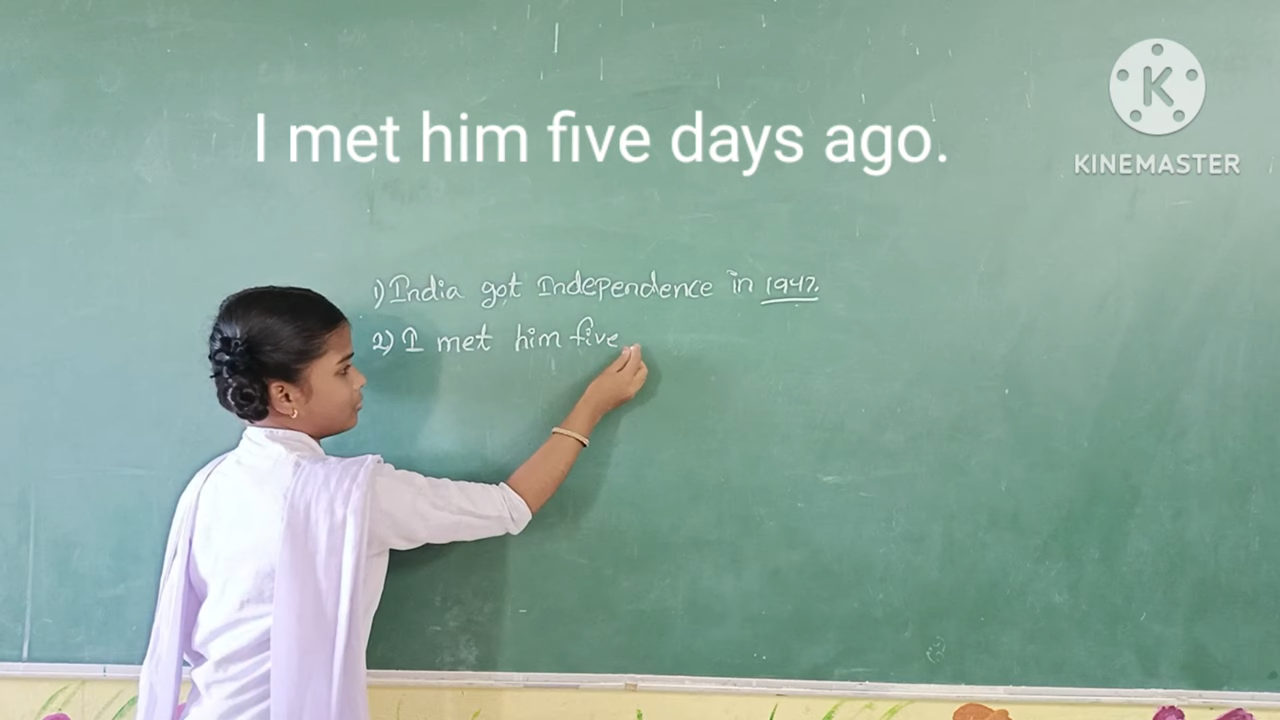 I met him five days ago.
KINEMASTER
1) India got Independence in 1947.
2) I met him five